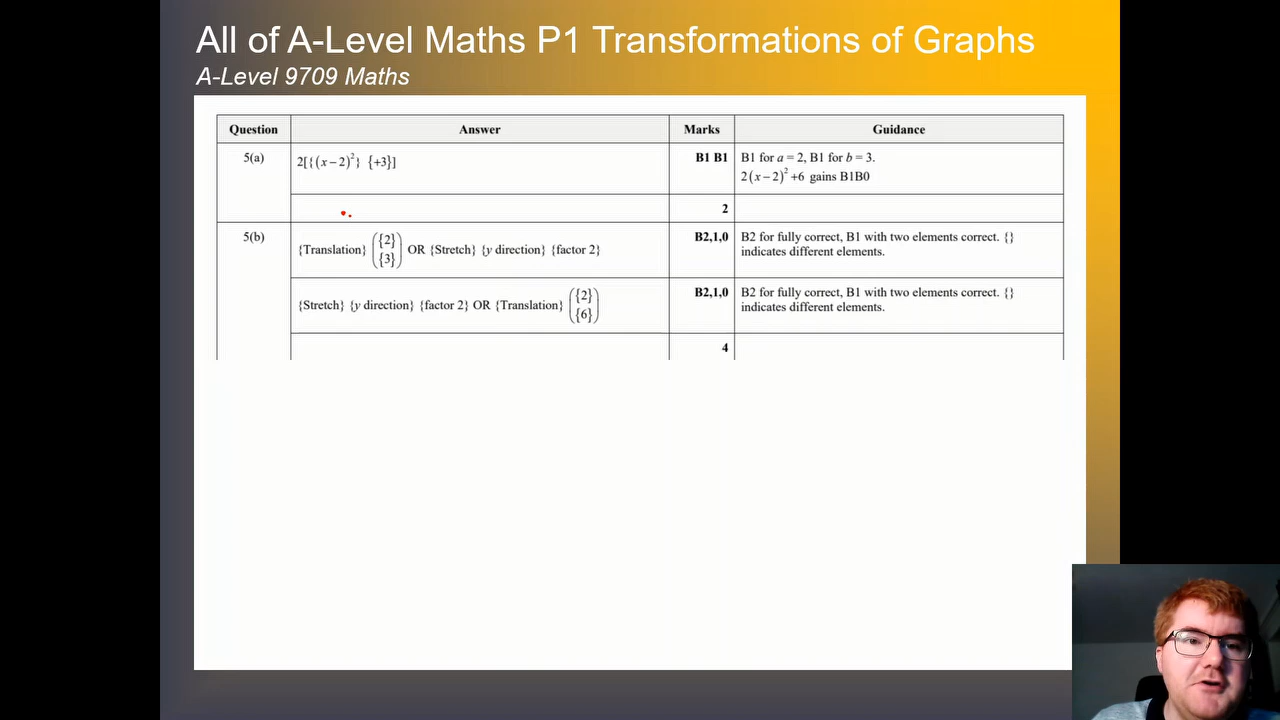 All of A-Level Maths P1 Transformations of Graphs
A-Level 9709 Maths
Question Answer Marks Guidance
5(a) 2[{(x − 2)²} {+3}] B1 B1 B1 for a = 2, B1 for b = 3.
2(x − 2)² +6 gains B1B0
2
5(b) {Translation} ({2} {3}) OR {Stretch} {y direction} {factor 2} B2,1,0 B2 for fully correct, B1 with two elements correct. {}
indicates different elements.
{Stretch} {y direction} {factor 2} OR {Translation} ({2} {6}) B2,1,0 B2 for fully correct, B1 with two elements correct. {}
indicates different elements.
4